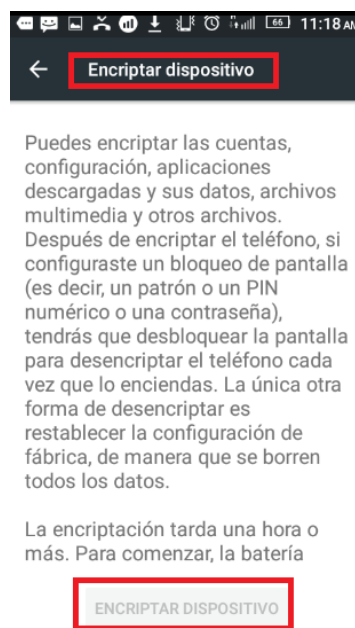 66 11:18 AM
Encriptar dispositivo
Puedes encriptar las cuentas,
configuración, aplicaciones
descargadas y sus datos, archivos
multimedia y otros archivos.
Después de encriptar el teléfono, si
configuraste un bloqueo de pantalla
(es decir, un patrón o un PIN
numérico o una contraseña),
tendrás que desbloquear la pantalla
para desencriptar el teléfono cada
vez que lo enciendas. La única otra
forma de desencriptar es
restablecer la configuración de
fábrica, de manera que se borren
todos los datos.
La encriptación tarda una hora o
más. Para comenzar, la batería
ENCRIPTAR DISPOSITIVO